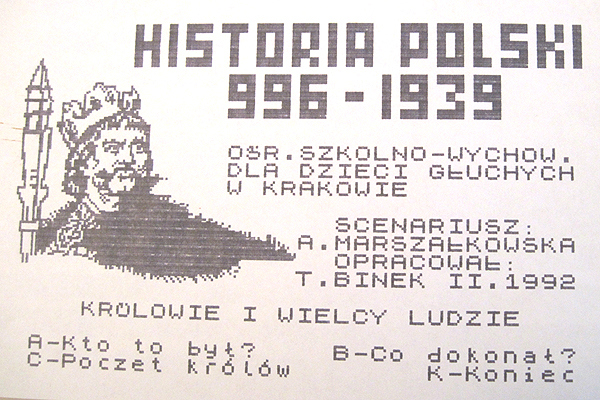 HISTORIA POLSKI
996-1939
OŚR.SZKOLNO-WYCHOW.
DLA DZIECI GŁUCHYCH
W KRAKOWIE
SCENARIUSZ:
A.MARSZAŁKOWSKA
OPRACOWAŁ:
T.BINEK II.1992
KRÓLOWIE I WIELCY LUDZIE
A-Kto to był?
B-Co dokonał?
C-Poczet królów
K-Koniec